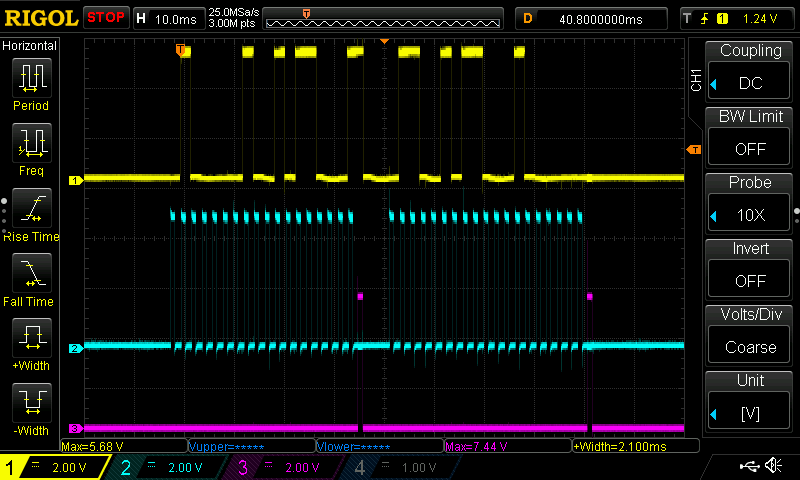 RIGOL STOP H 10.0ms 25.0MSa/s 3.00M pts T D 40.8000000ms T 1 1.24 V
Horizontal
Period
Freq
Rise Time
Fall Time
+Width
-Width
T
1
2
3
T
CH1
Coupling
DC
BW Limit
OFF
Probe
10X
Invert
OFF
Volts/Div
Coarse
Unit
[V]
Max=5.68 V Vupper=***** Vlower=***** Max=7.44 V +Width=2.100ms
1 2.00 V 2 2.00 V 3 2.00 V 4 1.00 V